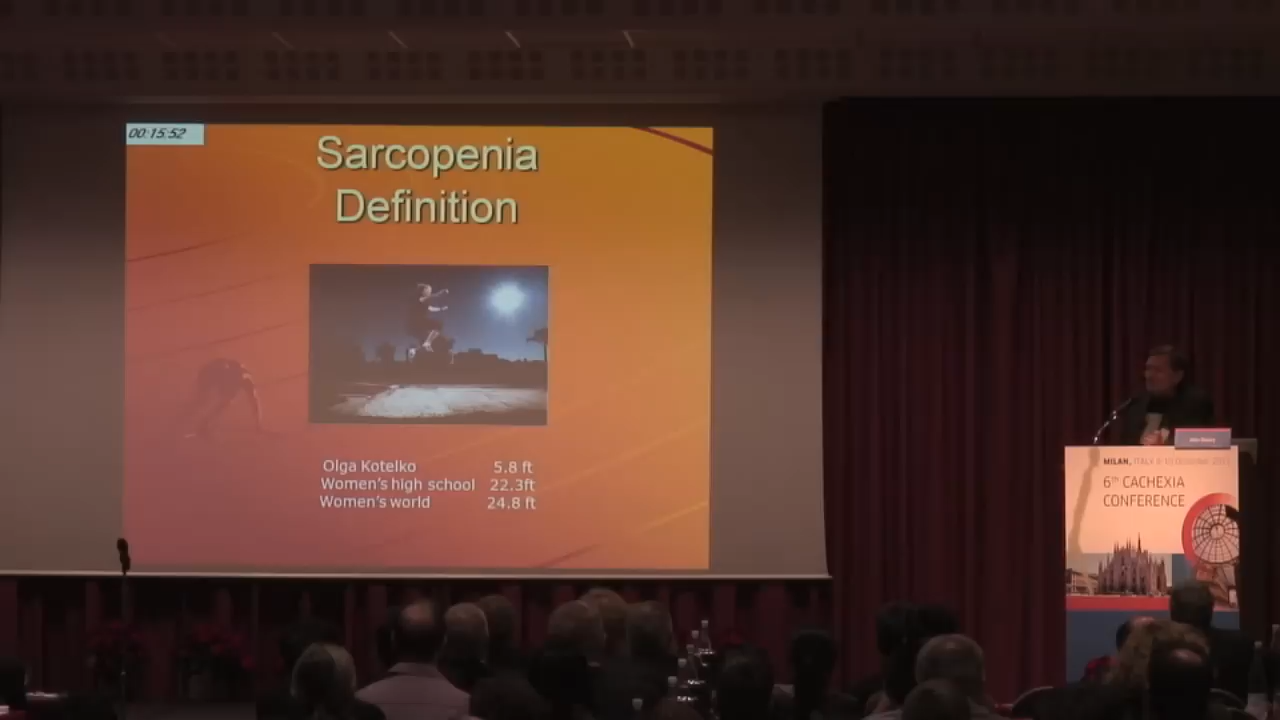 00:15:52
Sarcopenia
Definition
Olga Kotelko 5.8 ft
Women's high school 22.3ft
Women's world 24.8 ft
MILAN, ITALY
6TH CACHEXIA
CONFERENCE